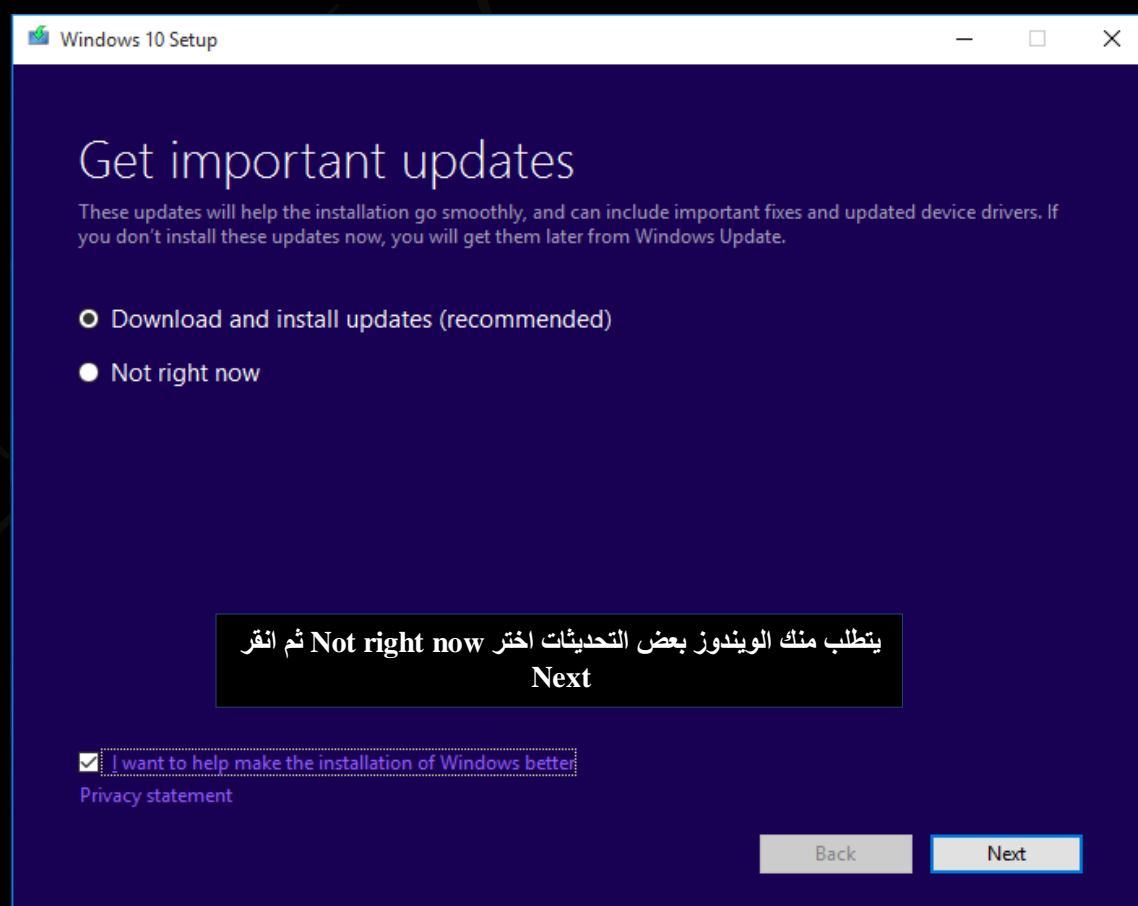 Windows 10 Setup
Get important updates
These updates will help the installation go smoothly, and can include important fixes and updated device drivers. If
you don't install these updates now, you will get them later from Windows Update.
Download and install updates (recommended)
Not right now
يتطلب منك الويندوز بعض التحديثات اختر Not right now ثم انقر
Next
I want to help make the installation of Windows better
Privacy statement
Back
Next